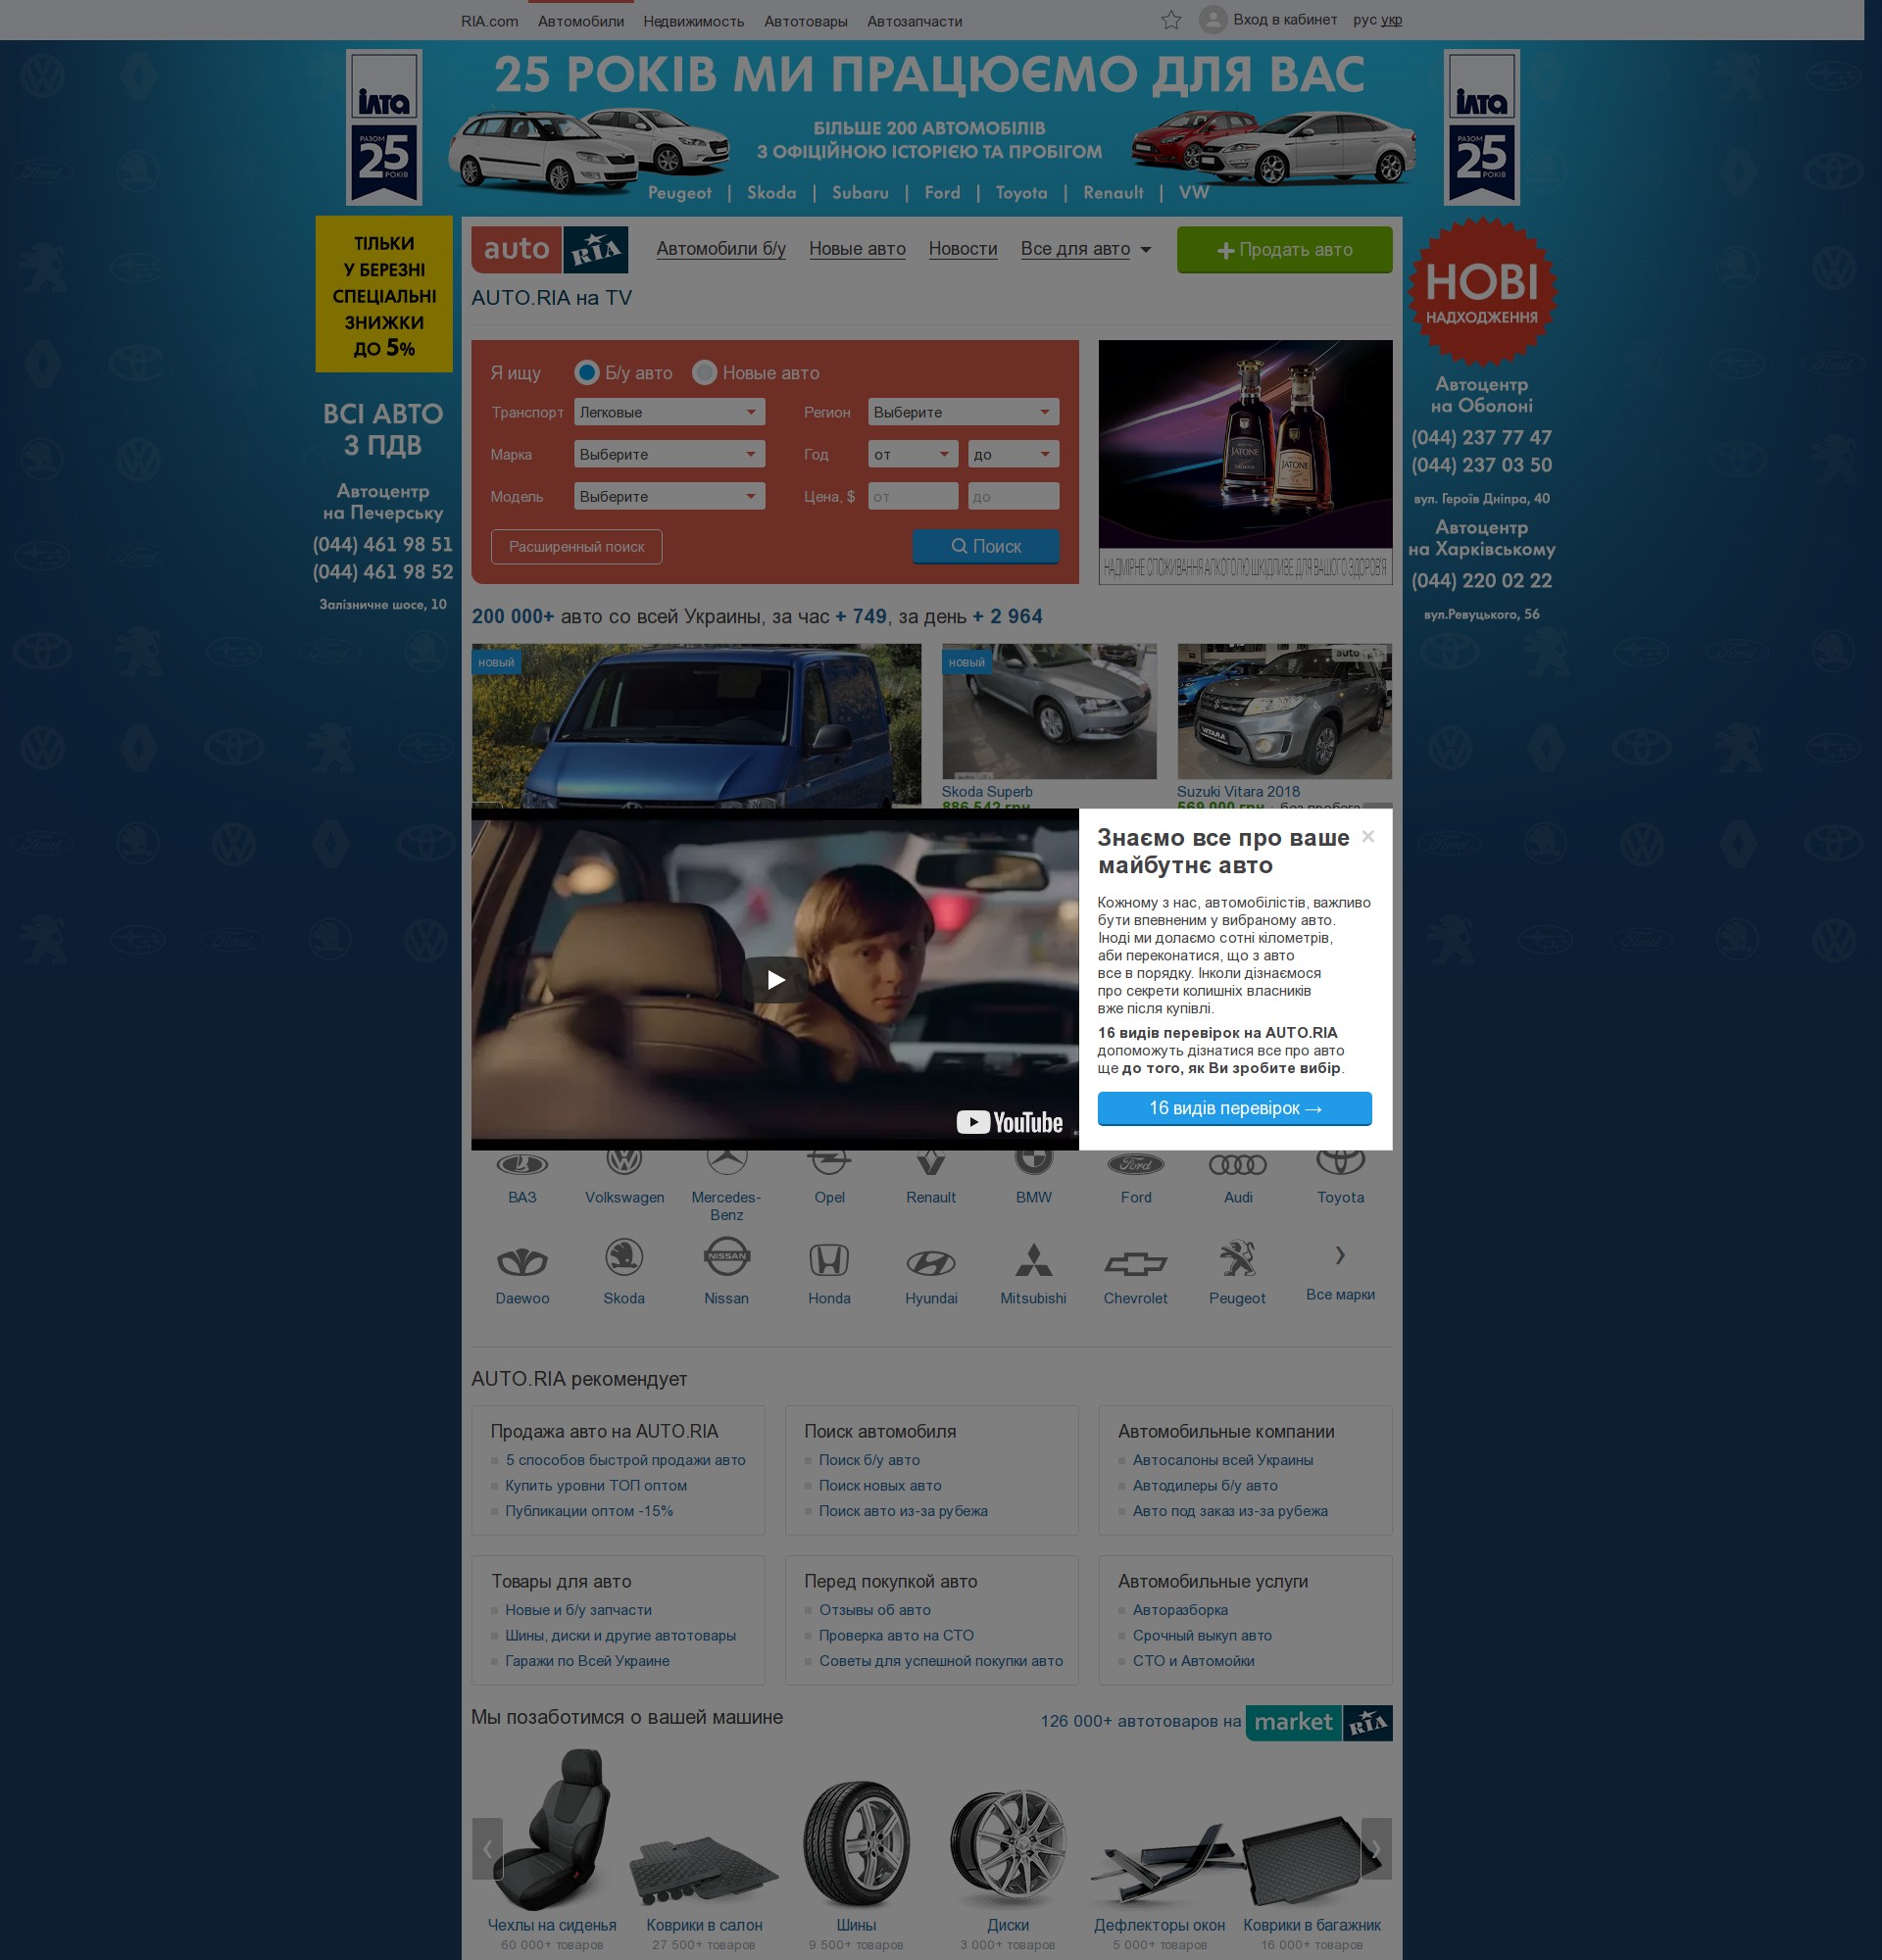 RIA.com Автомобили Недвижимость Автотовары Автозапчасти Вход в кабинет рус укр
25 РОКІВ МИ ПРАЦЮЄМО ДЛЯ ВАС
БІЛЬШЕ 200 АВТОМОБІЛІВ
З ОФІЦІЙНОЮ ІСТОРІЄЮ ТА ПРОБІГОМ
Peugeot | Skoda | Subaru | Ford | Toyota | Renault | VW
ілта
РАЗОМ
25
РОКІВ
ілта
РАЗОМ
25
РОКІВ
ТІЛЬКИ
У БЕРЕЗНІ
СПЕЦІАЛЬНІ
ЗНИЖКИ
ДО 5%
ВСІ АВТО
З ПДВ
Автоцентр
на Печерську
(044) 461 98 51
(044) 461 98 52
Залізничне шосе, 10
НОВІ
НАДХОДЖЕННЯ
Автоцентр
на Оболоні
(044) 237 77 47
(044) 237 03 50
вул. Героїв Дніпра, 40
Автоцентр
на Харківському
(044) 220 02 22
вул.Ревуцького, 56
auto RIA Автомобили б/у Новые авто Новости Все для авто Продать авто
AUTO.RIA на TV
Я ищу Б/у авто Новые авто
Транспорт Легковые Регион Выберите
Марка Выберите Год от до
Модель Выберите Цена, $ от до
Расширенный поиск Поиск
JATONE JATONE
НАДМІРНЕ СПОЖИВАННЯ АЛКОГОЛЮ ШКІДЛИВЕ ДЛЯ ВАШОГО ЗДОРОВ'Я
200 000+ авто со всей Украины, за час + 749, за день + 2 964
новый новый auto
VITARA
Skoda Superb Suzuki Vitara 2018
886 542 грн 569 000 грн · без пробега
Знаємо все про ваше
майбутнє авто
×
Кожному з нас, автомобілістів, важливо
бути впевненим у вибраному авто.
Іноді ми долаємо сотні кілометрів,
аби переконатися, що з авто
все в порядку. Інколи дізнаємося
про секрети колишніх власників
вже після купівлі.
16 видів перевірок на AUTO.RIA
допоможуть дізнатися все про авто
ще до того, як Ви зробите вибір.
16 видів перевірок →
YouTube
ВАЗ Volkswagen Mercedes-
Benz Opel Renault BMW Ford Audi Toyota
Daewoo Skoda Nissan Honda Hyundai Mitsubishi Chevrolet Peugeot Все марки
AUTO.RIA рекомендует
Продажа авто на AUTO.RIA
5 способов быстрой продажи авто
Купить уровни ТОП оптом
Публикации оптом -15%
Поиск автомобиля
Поиск б/у авто
Поиск новых авто
Поиск авто из-за рубежа
Автомобильные компании
Автосалоны всей Украины
Автодилеры б/у авто
Авто под заказ из-за рубежа
Товары для авто
Новые и б/у запчасти
Шины, диски и другие автотовары
Гаражи по Всей Украине
Перед покупкой авто
Отзывы об авто
Проверка авто на СТО
Советы для успешной покупки авто
Автомобильные услуги
Авторазборка
Срочный выкуп авто
СТО и Автомойки
Мы позаботимся о вашей машине 126 000+ автотоваров на market RIA
Чехлы на сиденья Коврики в салон Шины Диски Дефлекторы окон Коврики в багажник
60 000+ товаров 27 500+ товаров 9 500+ товаров 3 000+ товаров 5 000+ товаров 16 000+ товаров